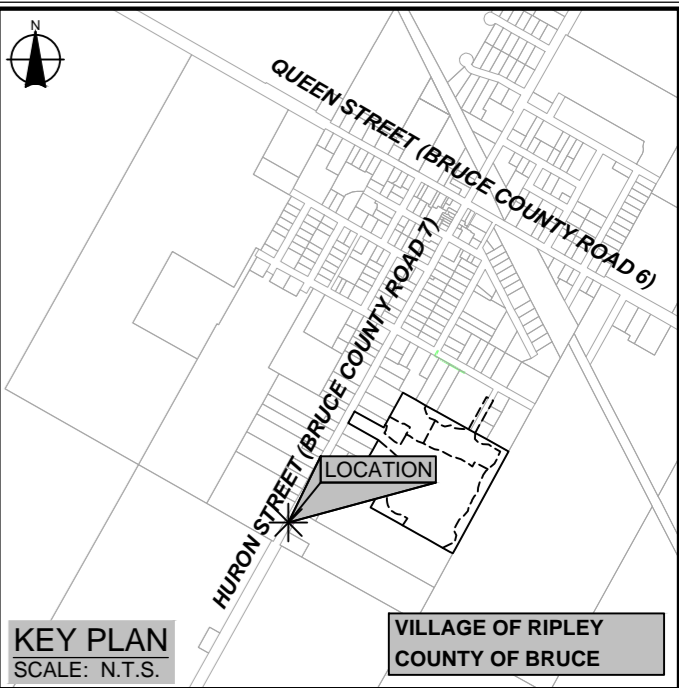 N
QUEEN STREET (BRUCE COUNTY ROAD 6)
HURON STREET (BRUCE COUNTY ROAD 7)
LOCATION
KEY PLAN
SCALE: N.T.S.
VILLAGE OF RIPLEY
COUNTY OF BRUCE